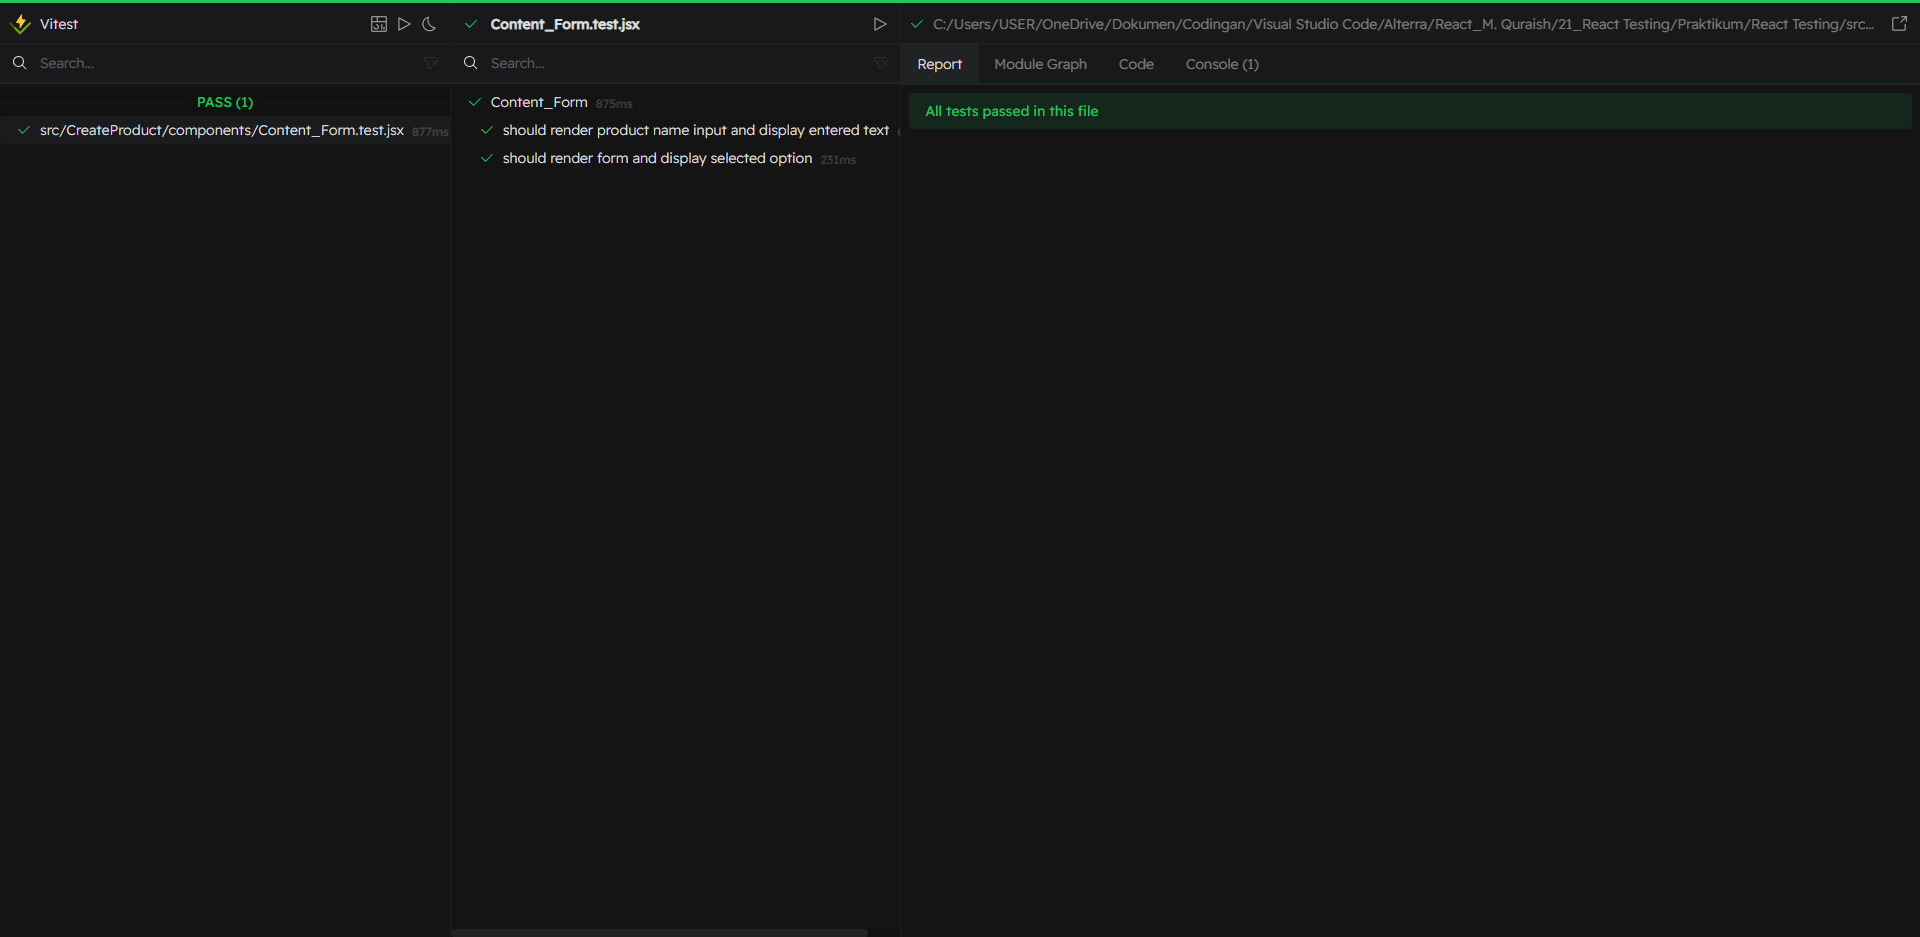 Vitest
Search...
PASS (1)
src/CreateProduct/components/Content_Form.test.jsx 877ms
Content_Form.test.jsx
Search...
Content_Form 875ms
should render product name input and display entered text
should render form and display selected option 231ms
C:/Users/USER/OneDrive/Dokumen/Codingan/Visual Studio Code/Alterra/React_M. Quraish/21_React Testing/Praktikum/React Testing/src...
Report Module Graph Code Console (1)
All tests passed in this file